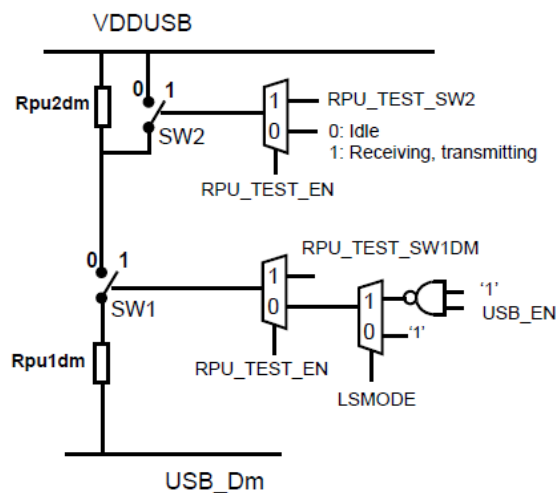 VDDUSB
0
1
Rpu2dm
SW2
1
0
RPU_TEST_SW2
0: Idle
1: Receiving, transmitting
RPU_TEST_EN
0
1
SW1
RPU_TEST_SW1DM
1
0
1
0
'1'
USB_EN
'1'
Rpu1dm
RPU_TEST_EN
LSMODE
USB_Dm